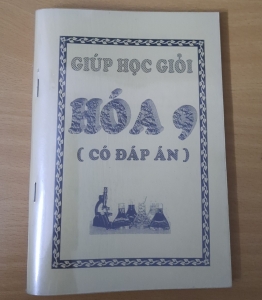 GIÚP HỌC GIỎI
HÓA 9
( CÓ ĐÁP ÁN )